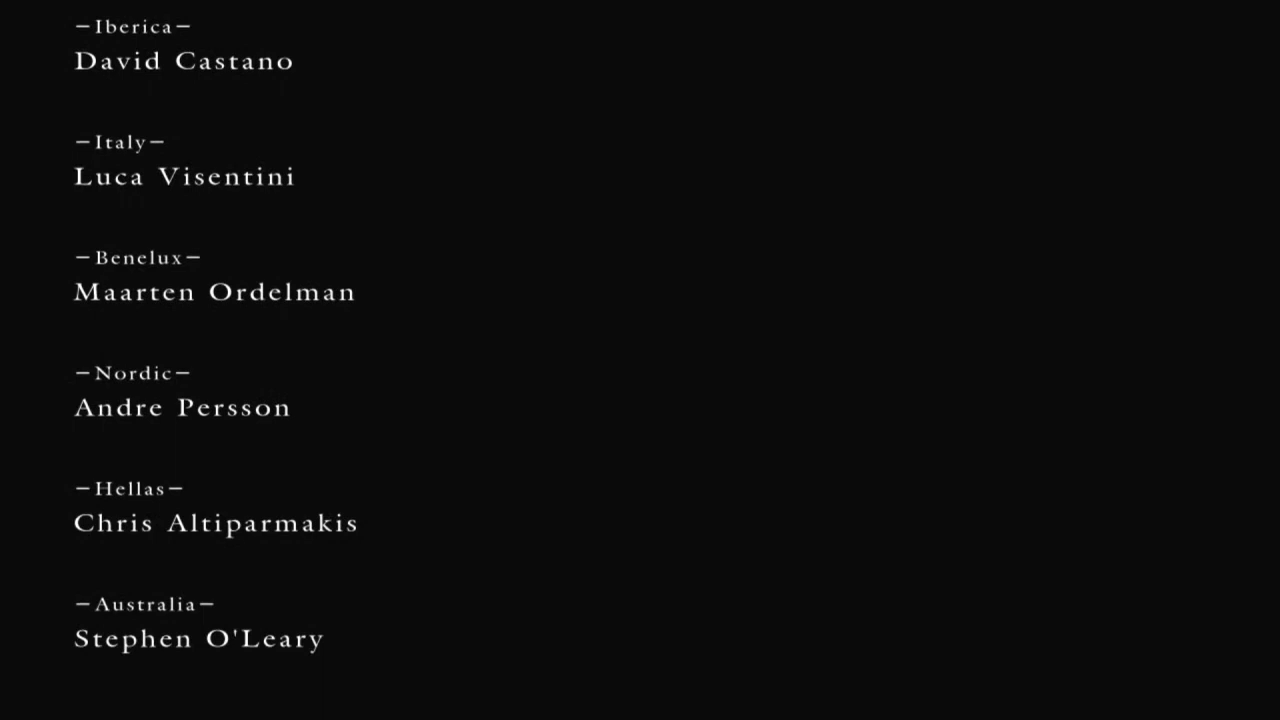 –Iberica–
David Castano
–Italy–
Luca Visentini
–Benelux–
Maarten Ordelman
–Nordic–
Andre Persson
–Hellas–
Chris Altiparmakis
–Australia–
Stephen O'Leary